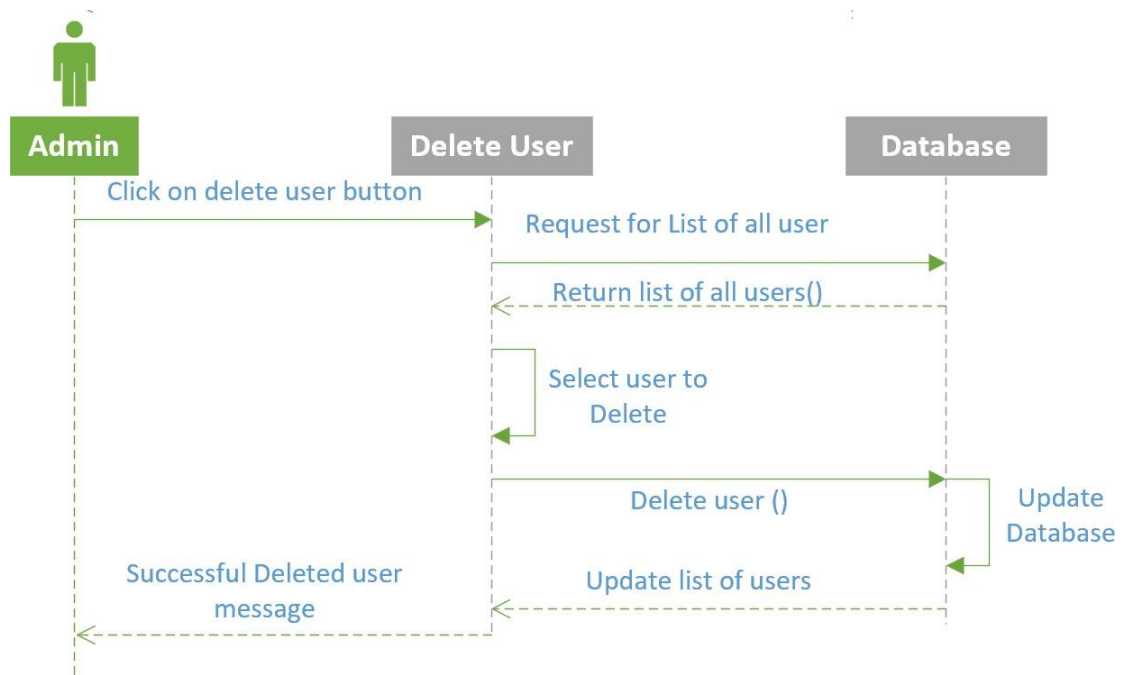 Admin
Delete User
Database
Click on delete user button
Request for List of all user
Return list of all users()
Select user to
Delete
Delete user ()
Update
Database
Successful Deleted user
message
Update list of users